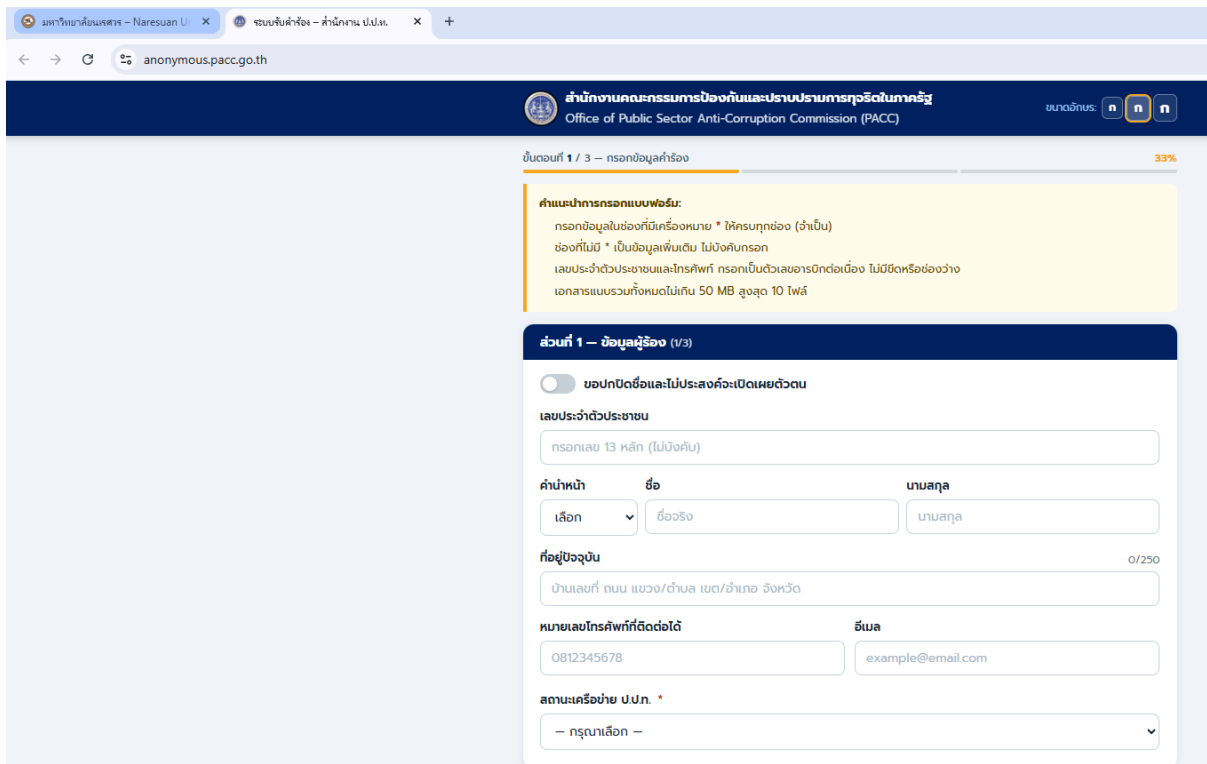 มหาวิทยาลัยนเรศวร – Naresuan U
ระบบรับคำร้อง – สำนักงาน ป.ป.ท.
anonymous.pacc.go.th
สำนักงานคณะกรรมการป้องกันและปราบปรามการทุจริตในภาครัฐ
Office of Public Sector Anti-Corruption Commission (PACC)
ขนาดอักษร: ก ก ก
ขั้นตอนที่ 1 / 3 — กรอกข้อมูลคำร้อง 33%
คำแนะนำการกรอกแบบฟอร์ม:
กรอกข้อมูลในช่องที่มีเครื่องหมาย * ให้ครบทุกช่อง (จำเป็น)
ช่องที่ไม่มี * เป็นข้อมูลเพิ่มเติม ไม่บังคับกรอก
เลขประจำตัวประชาชนและโทรศัพท์ กรอกเป็นตัวเลขอารบิกต่อเนื่อง ไม่มีขีดหรือช่องว่าง
เอกสารแนบรวมทั้งหมดไม่เกิน 50 MB สูงสุด 10 ไฟล์
ส่วนที่ 1 — ข้อมูลผู้ร้อง (1/3)
ขอปกปิดชื่อและไม่ประสงค์จะเปิดเผยตัวตน
เลขประจำตัวประชาชน
กรอกเลข 13 หลัก (ไม่บังคับ)
คำนำหน้า ชื่อ นามสกุล
เลือก ชื่อจริง นามสกุล
ที่อยู่ปัจจุบัน 0/250
บ้านเลขที่ ถนน แขวง/ตำบล เขต/อำเภอ จังหวัด
หมายเลขโทรศัพท์ที่ติดต่อได้ อีเมล
0812345678 example@email.com
สถานะเครือข่าย ป.ป.ท. *
— กรุณาเลือก —